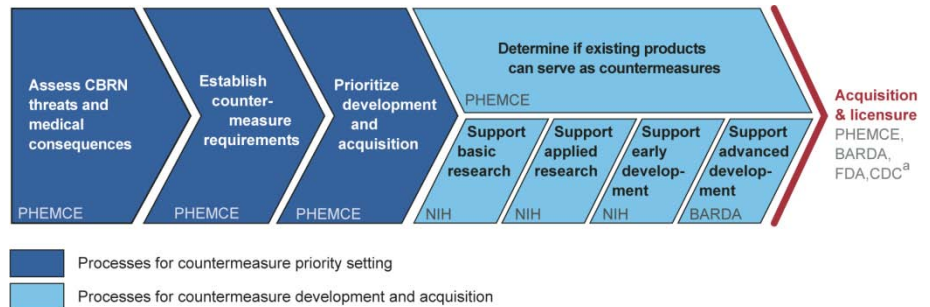 Assess CBRN
threats and
medical
consequences
PHEMCE
Establish
counter-
measure
requirements
PHEMCE
Prioritize
development
and
acquisition
PHEMCE
Determine if existing products
can serve as countermeasures
PHEMCE
Support
basic
research
NIH
Support
applied
research
NIH
Support
early
develop-
ment
NIH
Support
advanced
develop-
ment
BARDA
Acquisition
& licensure
PHEMCE,
BARDA,
FDA,CDCa
Processes for countermeasure priority setting
Processes for countermeasure development and acquisition